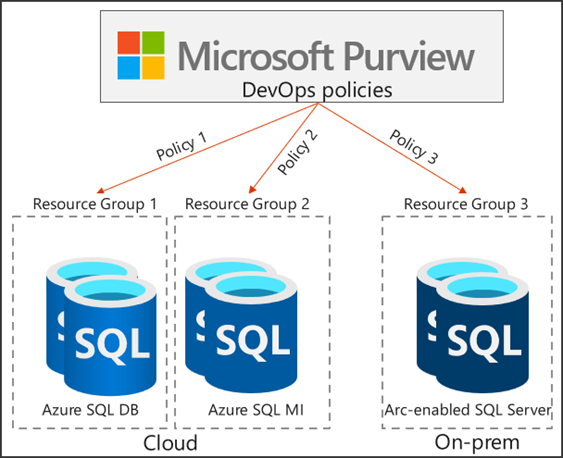 Microsoft Purview
DevOps policies
Policy 1
Policy 2
Policy 3
Resource Group 1
Resource Group 2
Resource Group 3
S
SQL
S
SQL
S
SQL
Azure SQL DB
Azure SQL MI
Arc-enabled SQL Server
Cloud
On-prem